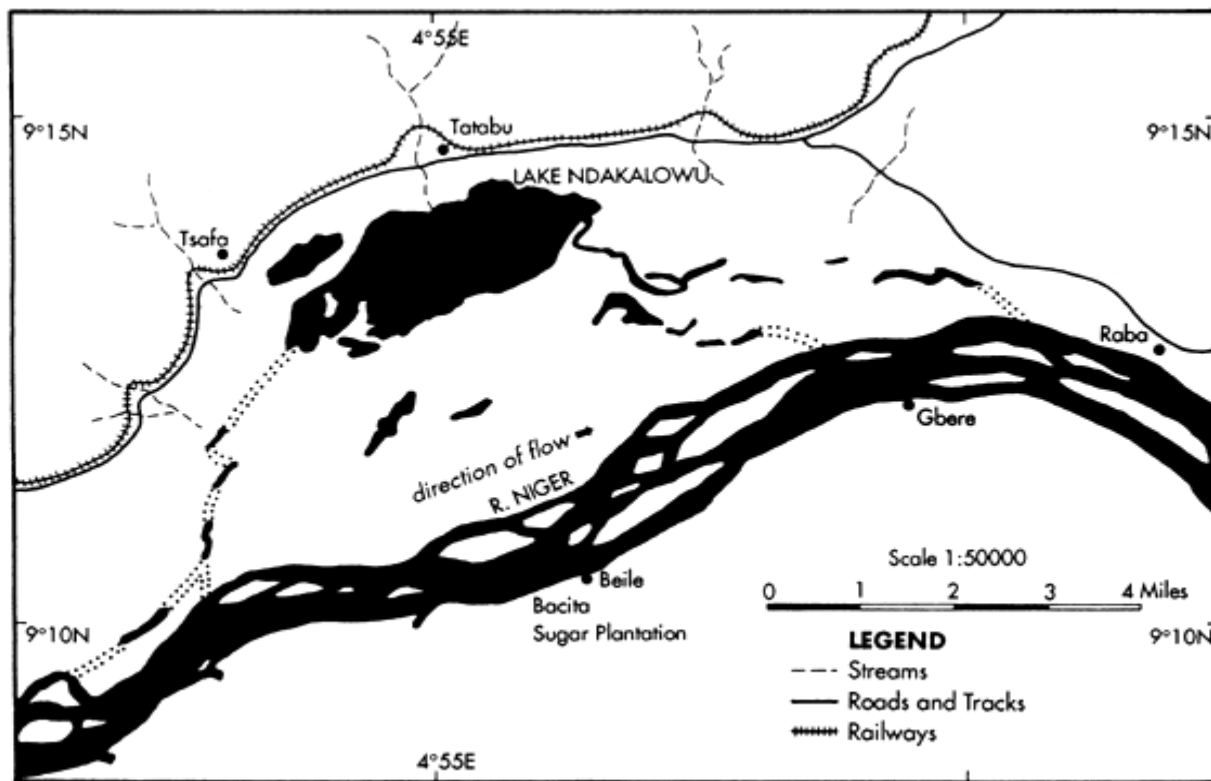 4°55E
9°15N
9°15N
Tatabu
LAKE NDAKALOWU
Tsafa
Raba
Gbere
direction of flow
R. NIGER
Beile
Bacita
Sugar Plantation
Scale 1:50000
0 1 2 3 4 Miles
9°10N
9°10N
LEGEND
Streams
Roads and Tracks
Railways
4°55E